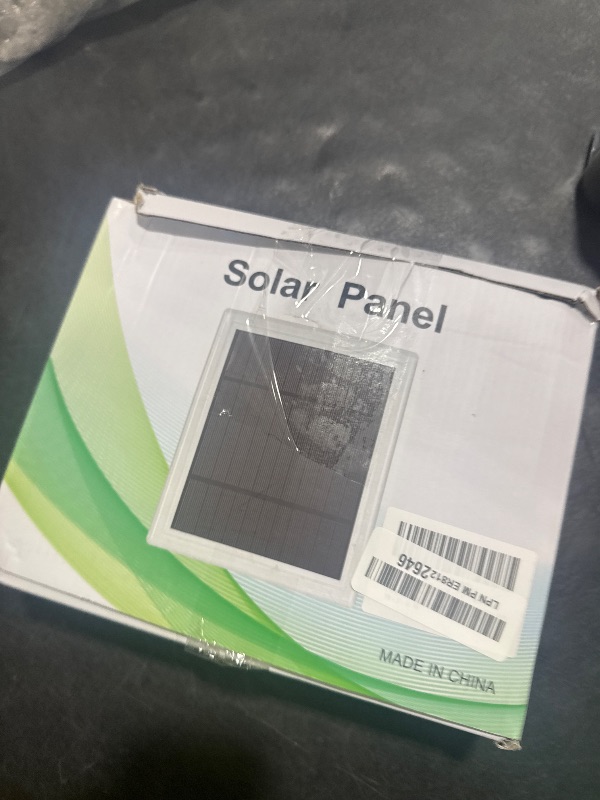 Solar Panel
LPN PM ER8122646
MADE IN CHINA